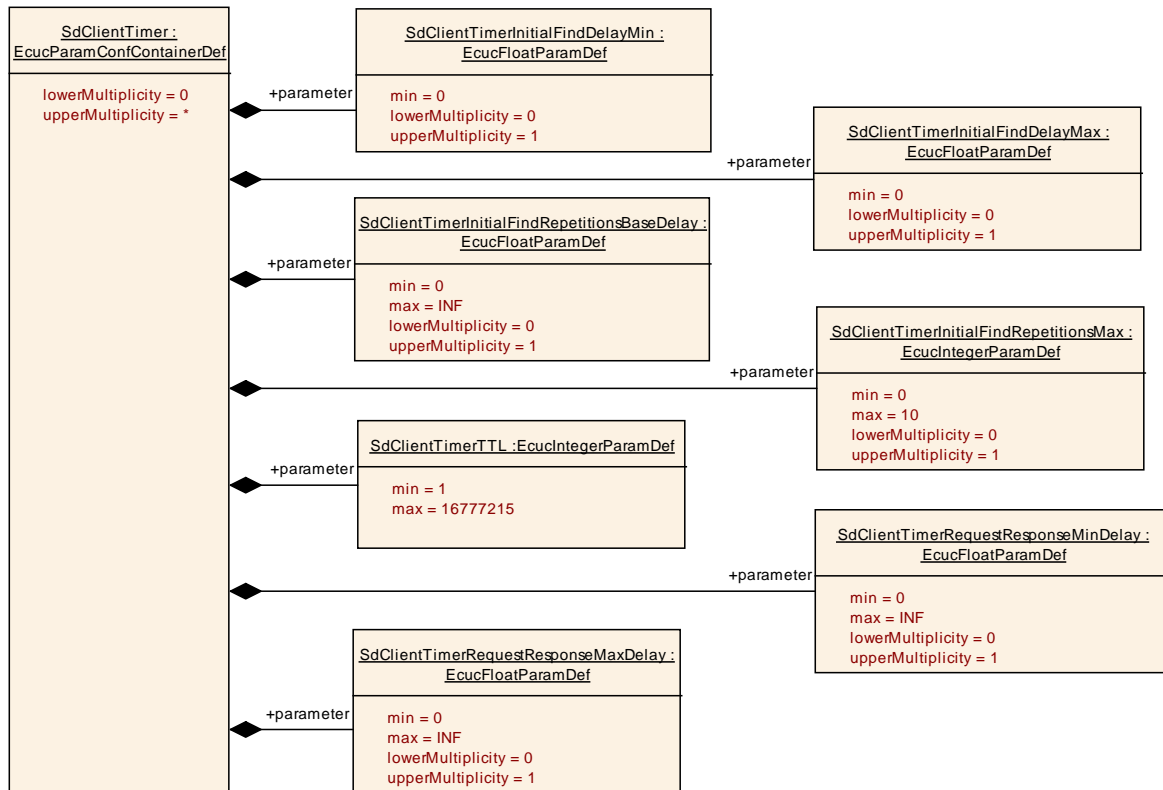 SdClientTimer :
EcucParamConfContainerDef
lowerMultiplicity = 0
upperMultiplicity = *
+parameter
SdClientTimerInitialFindDelayMin :
EcucFloatParamDef
min = 0
lowerMultiplicity = 0
upperMultiplicity = 1
+parameter
SdClientTimerInitialFindDelayMax :
EcucFloatParamDef
min = 0
lowerMultiplicity = 0
upperMultiplicity = 1
+parameter
SdClientTimerInitialFindRepetitionsBaseDelay :
EcucFloatParamDef
min = 0
max = INF
lowerMultiplicity = 0
upperMultiplicity = 1
+parameter
SdClientTimerInitialFindRepetitionsMax :
EcucIntegerParamDef
min = 0
max = 10
lowerMultiplicity = 0
upperMultiplicity = 1
+parameter
SdClientTimerTTL :EcucIntegerParamDef
min = 1
max = 16777215
+parameter
SdClientTimerRequestResponseMinDelay :
EcucFloatParamDef
min = 0
max = INF
lowerMultiplicity = 0
upperMultiplicity = 1
+parameter
SdClientTimerRequestResponseMaxDelay :
EcucFloatParamDef
min = 0
max = INF
lowerMultiplicity = 0
upperMultiplicity = 1